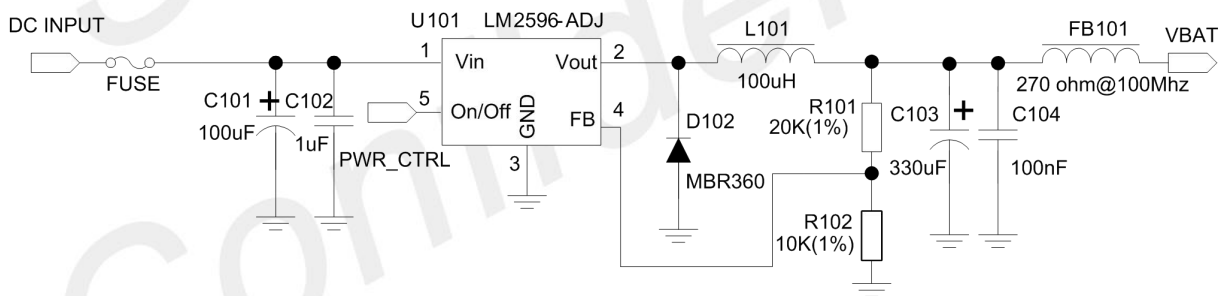 U101 LM2596-ADJ
DC INPUT
FUSE
C101 + C102
100uF
1uF
PWR_CTRL
1 Vin
5 On/Off
GND
3
Vout 2
FB 4
D102
MBR360
L101
100uH
R101
20K(1%)
R102
10K(1%)
C103 +
330uF
C104
100nF
FB101
270 ohm@100Mhz
VBAT
Confiden